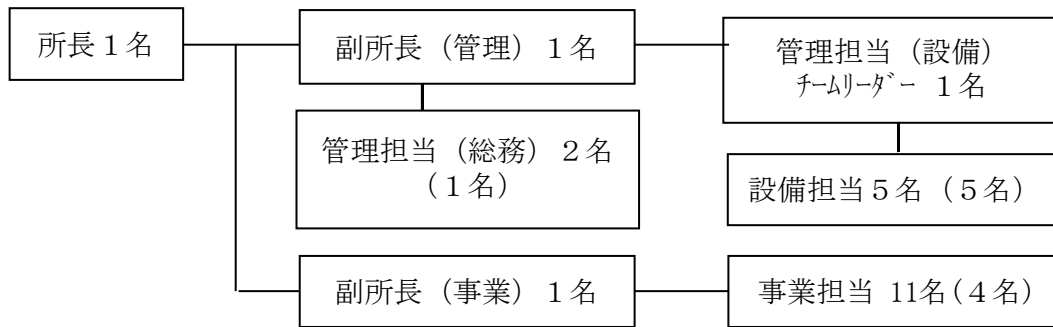 所長１名
副所長（管理）１名
管理担当（設備）
ﾁｰﾑﾘｰﾀﾞｰ １名
管理担当（総務）２名
（１名）
設備担当５名（５名）
副所長（事業）１名
事業担当 11名(４名)